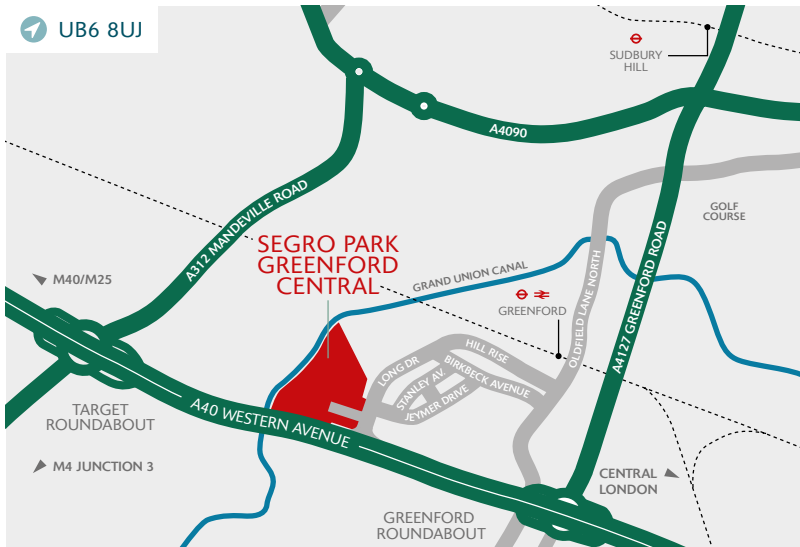 UB6 8UJ
SUDBURY
HILL
A4090
A312 MANDEVILLE ROAD
GOLF
COURSE
SEGRO PARK
GREENFORD
CENTRAL
GRAND UNION CANAL
M40/M25
GREENFORD
OLDFIELD LANE NORTH
A4127 GREENFORD ROAD
HILL RISE
LONG DR
STANLEY AV.
BIRKBECK AVENUE
JEYMER DRIVE
TARGET
ROUNDABOUT
A40 WESTERN AVENUE
M4 JUNCTION 3
CENTRAL
LONDON
GREENFORD
ROUNDABOUT